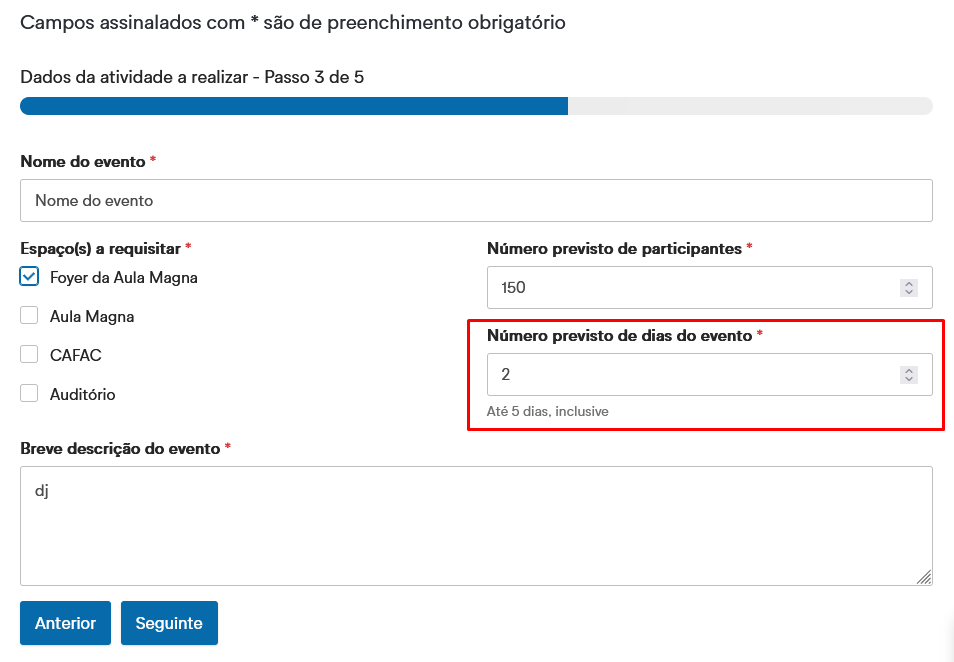 Campos assinalados com * são de preenchimento obrigatório
Dados da atividade a realizar - Passo 3 de 5
Nome do evento *
Nome do evento
Espaço(s) a requisitar *
Foyer da Aula Magna
Aula Magna
CAFAC
Auditório
Número previsto de participantes *
150
Número previsto de dias do evento *
2
Até 5 dias, inclusive
Breve descrição do evento *
dj
Anterior
Seguinte